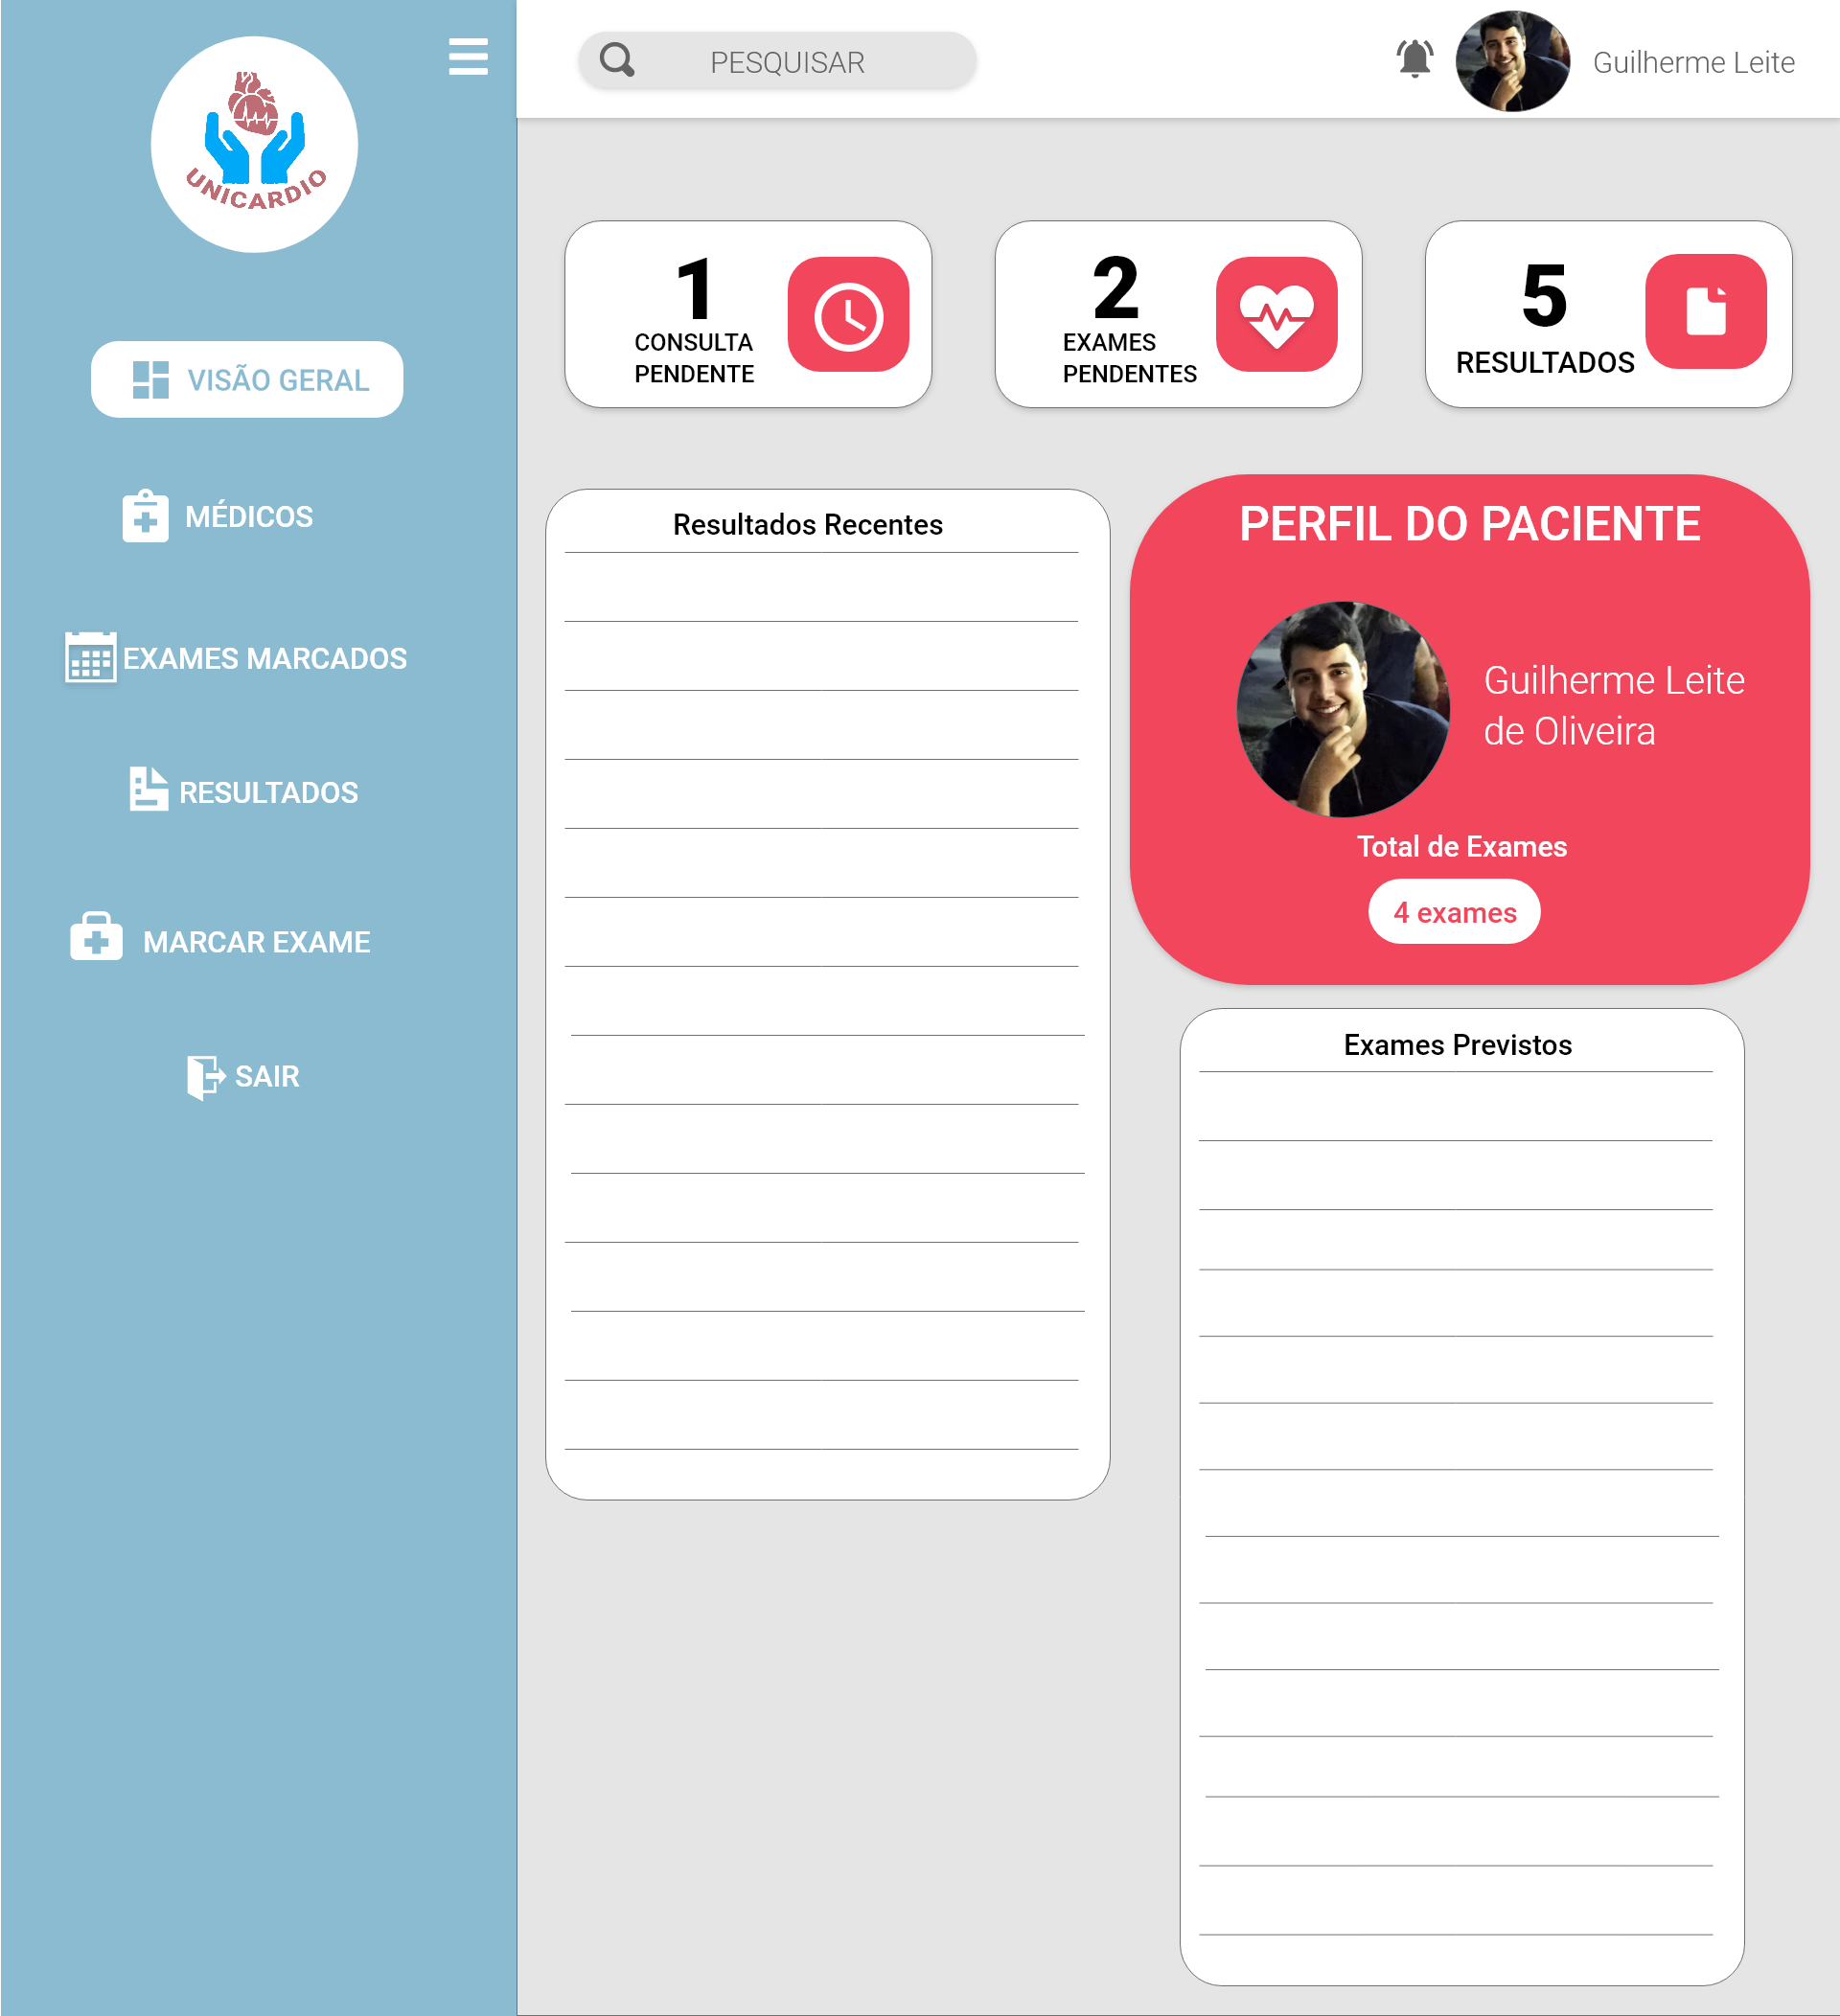 UNICARDIO
PESQUISAR
Guilherme Leite
VISÃO GERAL
MÉDICOS
EXAMES MARCADOS
RESULTADOS
MARCAR EXAME
SAIR
1
CONSULTA
PENDENTE
2
EXAMES
PENDENTES
5
RESULTADOS
Resultados Recentes
PERFIL DO PACIENTE
Guilherme Leite
de Oliveira
Total de Exames
4 exames
Exames Previstos